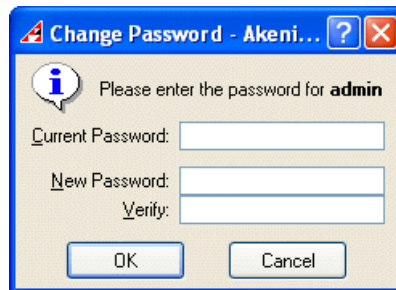 Change Password - Akeni...
Please enter the password for admin
Current Password:
New Password:
Verify:
OK
Cancel